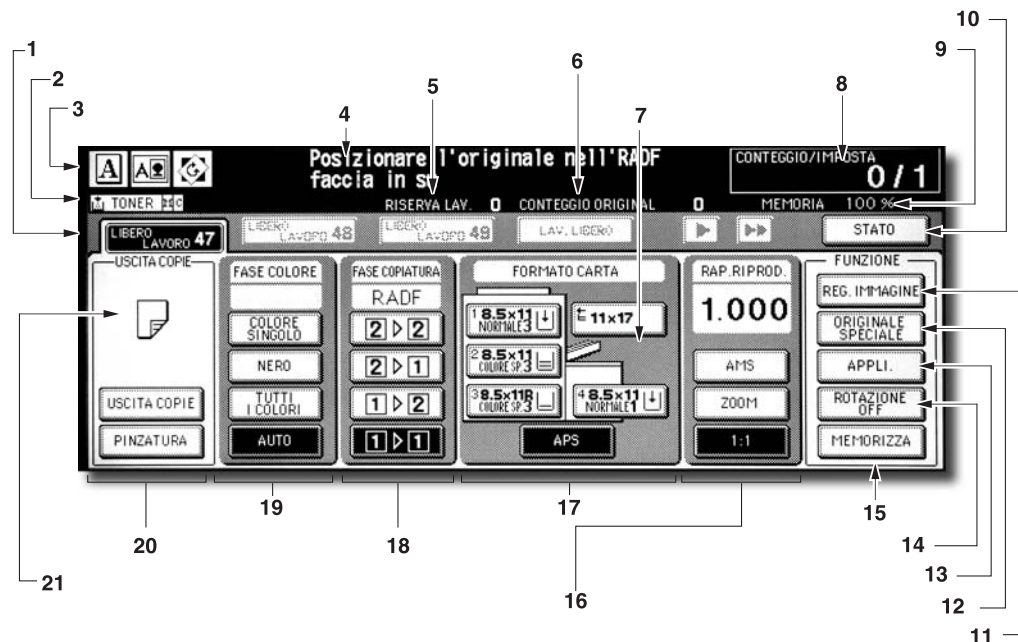 10
1
9
2
6
8
3
5
7
4
A
A
Posizionare l'originale nell'RADF
faccia in s
CONTEGGIO/IMPOSTA
0 / 1
TONER
C
RISERVA LAV. 0
CONTEGGIO ORIGINAL 0
MEMORIA 100 %
LIBERO LAVORO 47
LIBERO LAVORO 48
LIBERO LAVORO 49
LAV. LIBERO
STATO
USCITA COPIE
USCITA COPIE
PINZATURA
FASE COLORE
COLORE SINGOLO
NERO
TUTTI I COLORI
AUTO
FASE COPIATURA
RADF
2 ▷ 2
2 ▷ 1
1 ▷ 2
1 ▷ 1
FORMATO CARTA
1 8.5×11 NORMALE 3
11×17
2 8.5×11 COLORE SP. 3
3 8.5×11R COLORE SP. 3
4 8.5×11 NORMALE 1
APS
RAP.RIPROD.
1.000
AMS
ZOOM
1:1
FUNZIONE
REG. IMMAGINE
ORIGINALE SPECIALE
APPLI.
ROTAZIONE OFF
MEMORIZZA
19
17
15
20
18
14
21
13
16
12
11